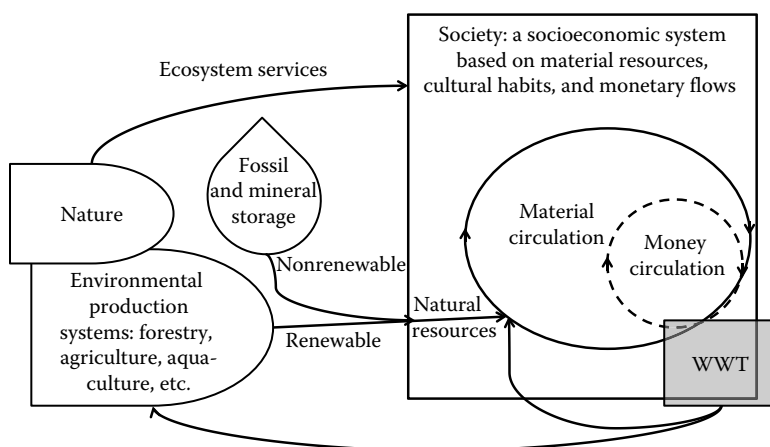 Society: a socioeconomic system
based on material resources,
cultural habits, and monetary flows
Ecosystem services
Fossil
and mineral
storage
Nature
Material
circulation
Money
circulation
Nonrenewable
Environmental
production
systems: forestry,
agriculture, aqua-
culture, etc.
Natural
resources
Renewable
WWT